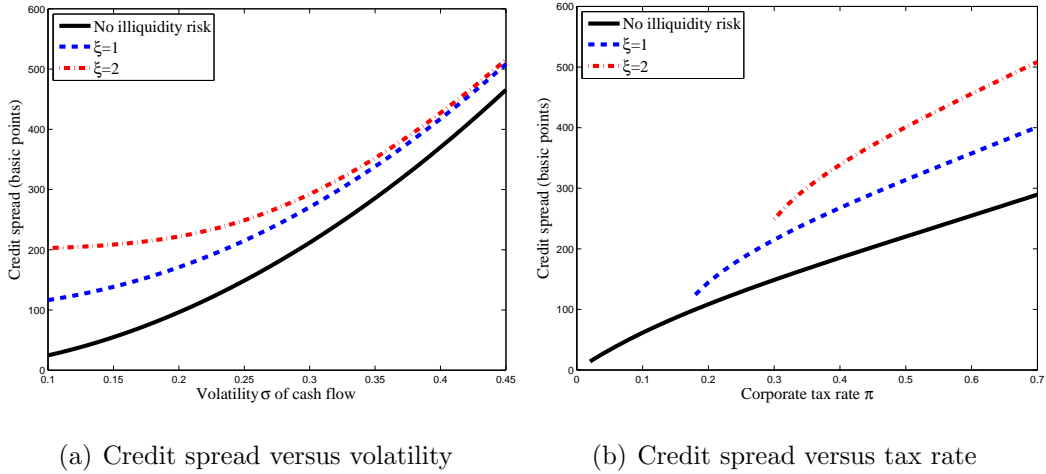 600
500
400
300
200
100
0
Credit spread (basic points)
No illiquidity risk
ξ=1
ξ=2
0.1 0.15 0.2 0.25 0.3 0.35 0.4 0.45
Volatility σ of cash flow
(a) Credit spread versus volatility
600
500
400
300
200
100
0
Credit spread (basic points)
No illiquidity risk
ξ=1
ξ=2
0 0.1 0.2 0.3 0.4 0.5 0.6 0.7
Corporate tax rate π
(b) Credit spread versus tax rate